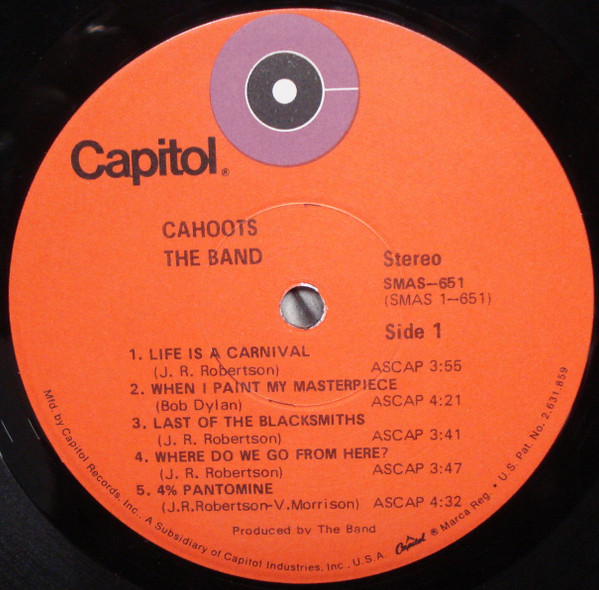 Capitol®
CAHOOTS
THE BAND
Stereo
SMAS-651
(SMAS 1-651)
Side 1
1. LIFE IS A CARNIVAL
(J. R. Robertson) ASCAP 3:55
2. WHEN I PAINT MY MASTERPIECE
(Bob Dylan) ASCAP 4:21
3. LAST OF THE BLACKSMITHS
(J. R. Robertson) ASCAP 3:41
4. WHERE DO WE GO FROM HERE?
(J. R. Robertson) ASCAP 3:47
5. 4% PANTOMINE
(J.R.Robertson-V.Morrison) ASCAP 4:32
Produced by The Band
Mfd. by Capitol Records, Inc., A Subsidiary of Capitol Industries, Inc., U.S.A. Capitol ® Marca Reg. • U.S. Pat. No. 2,631,859